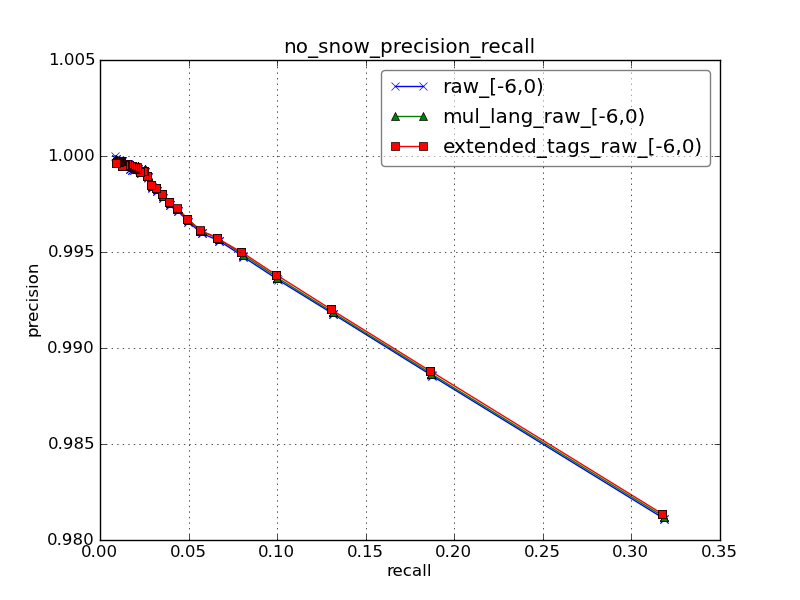 no_snow_precision_recall
1.005
1.000
0.995
0.990
0.985
0.980
precision
raw_[-6,0)
mul_lang_raw_[-6,0)
extended_tags_raw_[-6,0)
0.00 0.05 0.10 0.15 0.20 0.25 0.30 0.35
recall